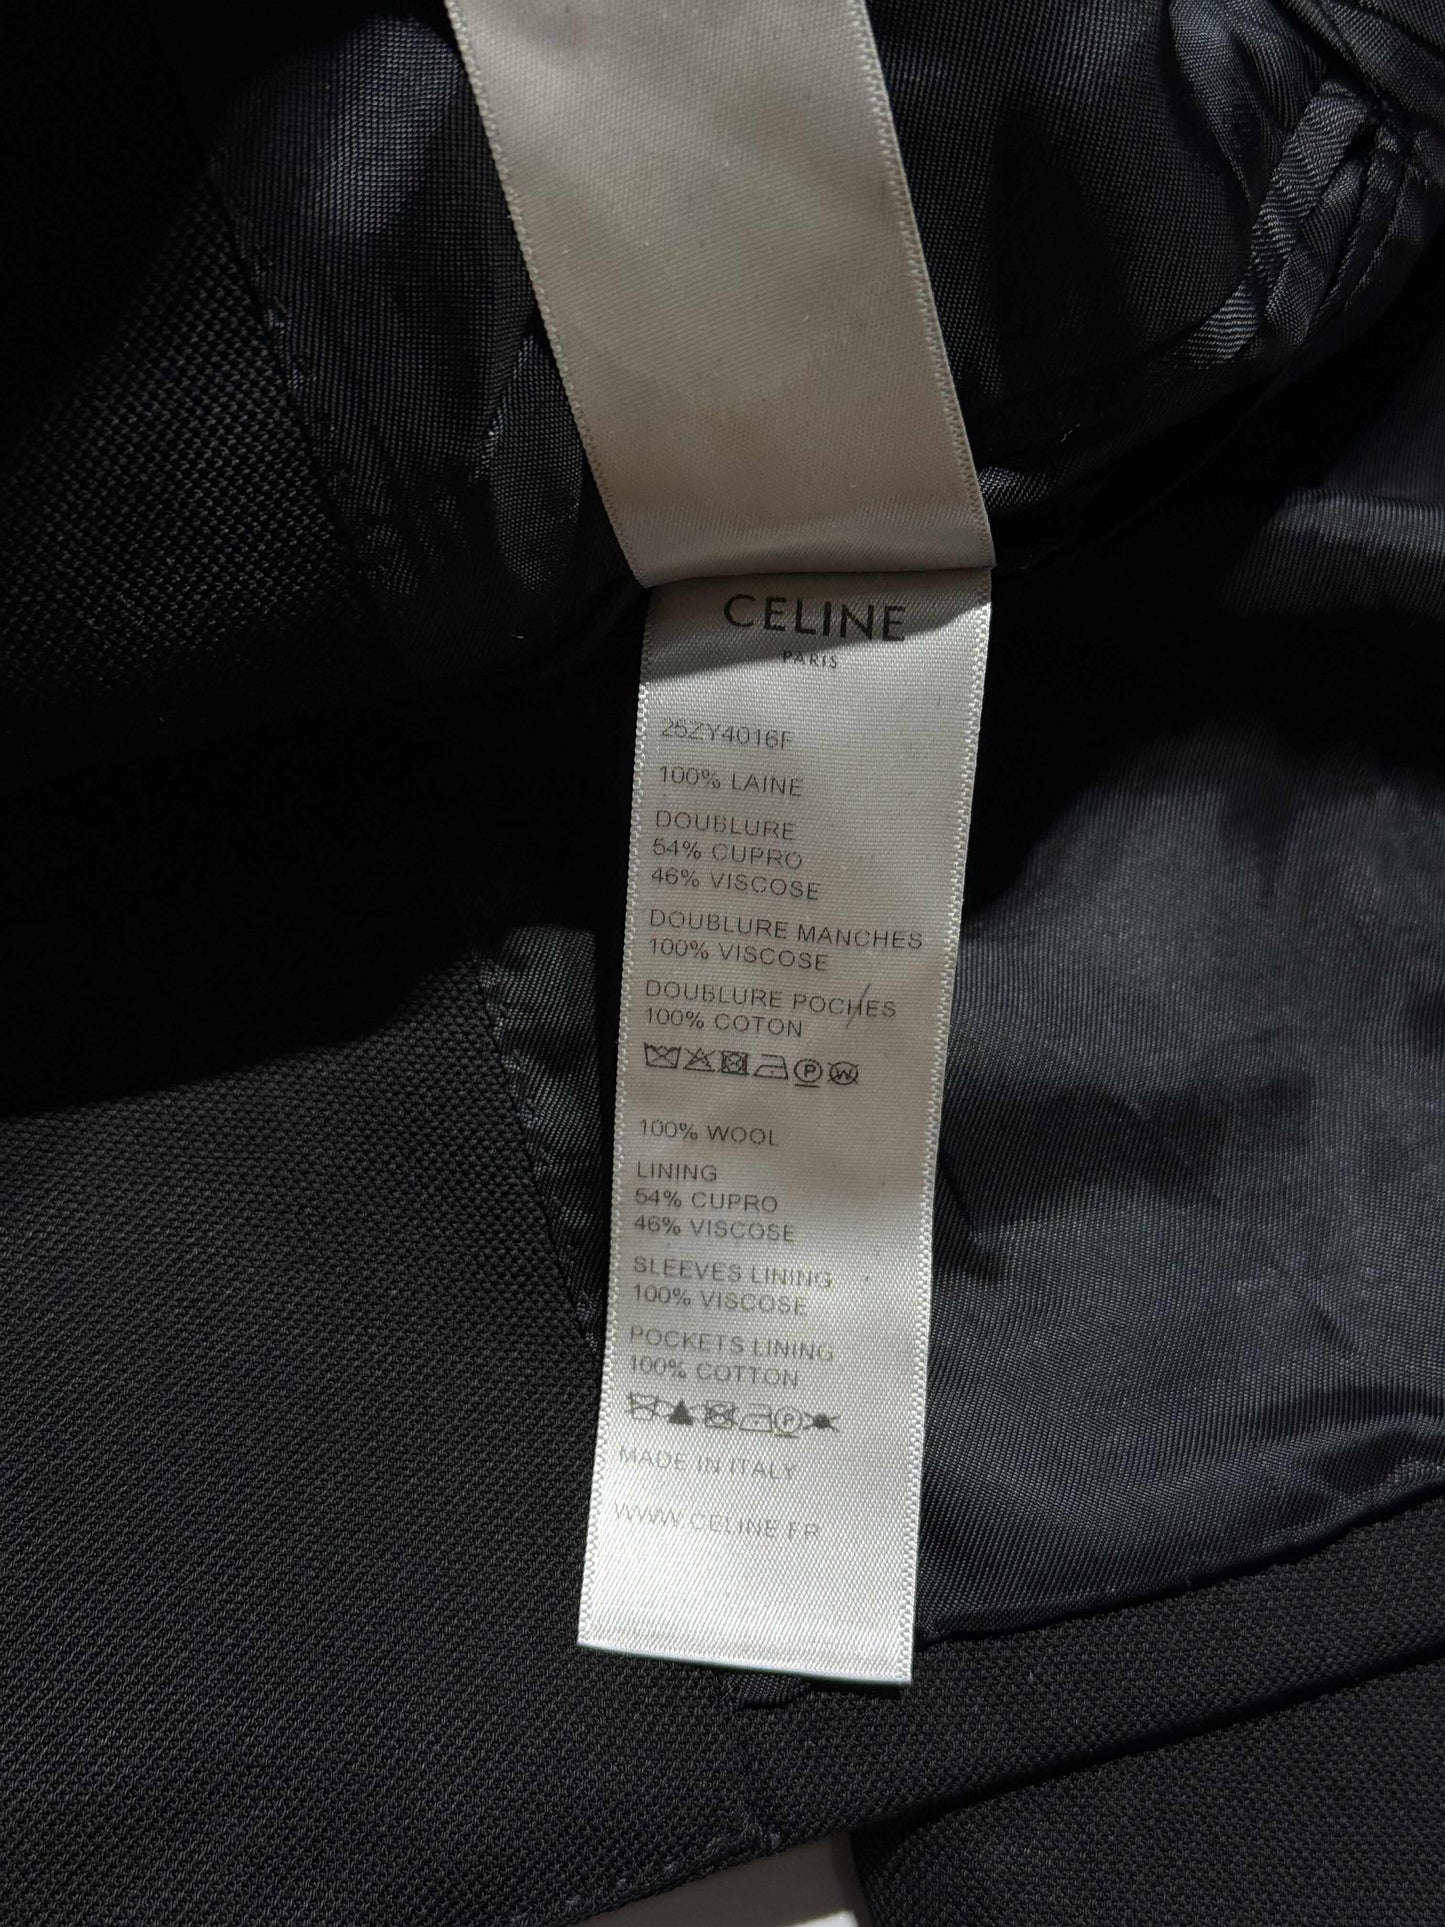 CELINE
PARIS
25ZY4016F
100% LAINE
DOUBLURE
54% CUPRO
46% VISCOSE
DOUBLURE MANCHES
100% VISCOSE
DOUBLURE POCHES
100% COTON
P W
100% WOOL
LINING
54% CUPRO
46% VISCOSE
SLEEVES LINING
100% VISCOSE
POCKETS LINING
100% COTTON
P
MADE IN ITALY
WWW.CELINE.FR